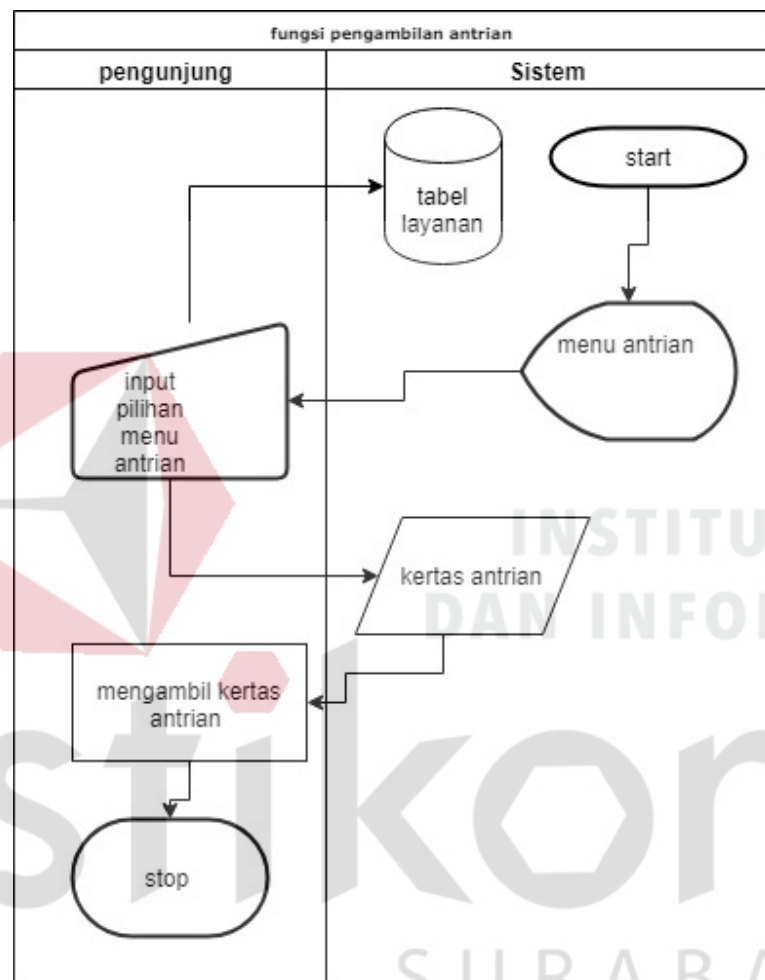 fungsi pengambilan antrian
pengunjung
Sistem
start
tabel
layanan
menu antrian
input
pilihan
menu
antrian
INSTITU
kertas antrian
DAN INFO
mengambil kertas
antrian
stikom
stop
SURABA